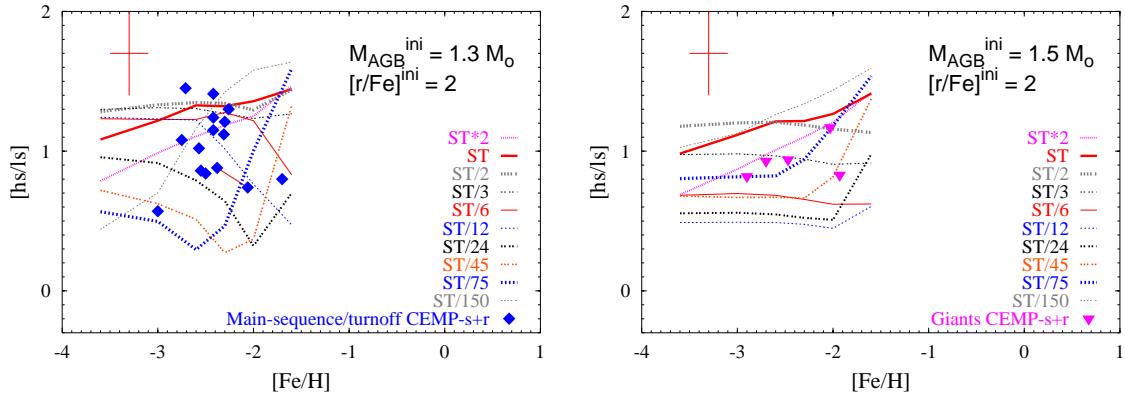 2
1
0
[hs/ls]
M_AGB^ini = 1.3 M_o
[r/Fe]^ini = 2
ST*2
ST
ST/2
ST/3
ST/6
ST/12
ST/24
ST/45
ST/75
ST/150
Main-sequence/turnoff CEMP-s+r
-4 -3 -2 -1 0 1
[Fe/H]
2
1
0
[hs/ls]
M_AGB^ini = 1.5 M_o
[r/Fe]^ini = 2
ST*2
ST
ST/2
ST/3
ST/6
ST/12
ST/24
ST/45
ST/75
ST/150
Giants CEMP-s+r
-4 -3 -2 -1 0 1
[Fe/H]